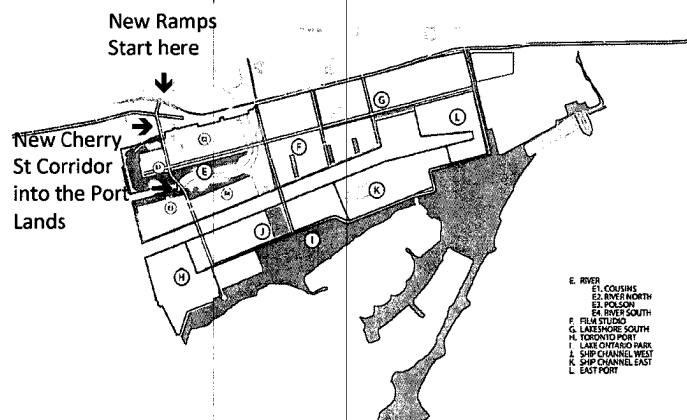 New Ramps
Start here
New Cherry
St Corridor
into the Port
Lands
G
L
F
E
K
J
I
H
E. RIVER
E1. COUSINS
E2. RIVER NORTH
E3. POLSON
E4. RIVER SOUTH
F. FILM STUDIO
G. LAKESHORE SOUTH
H. TORONTO PORT
I. LAKE ONTARIO PARK
J. SHIP CHANNEL WEST
K. SHIP CHANNEL EAST
L. EAST PORT